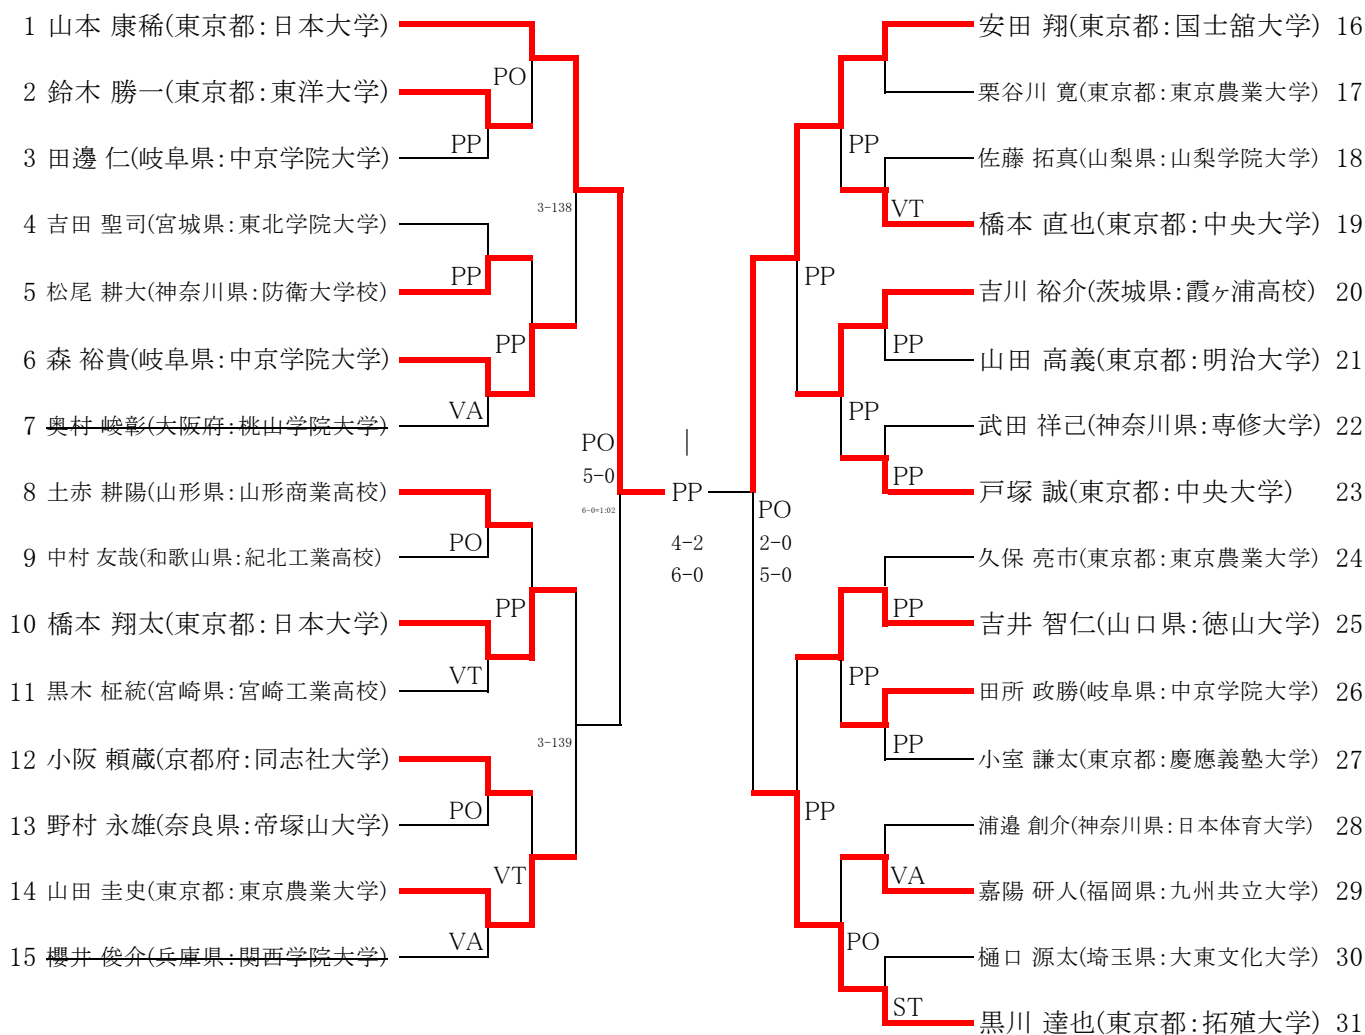 1 山本 康稀(東京都:日本大学)
2 鈴木 勝一(東京都:東洋大学)
3 田邊 仁(岐阜県:中京学院大学)
4 吉田 聖司(宮城県:東北学院大学)
5 松尾 耕大(神奈川県:防衛大学校)
6 森 裕貴(岐阜県:中京学院大学)
7 奥村 峻彰(大阪府:桃山学院大学)
8 土赤 耕陽(山形県:山形商業高校)
9 中村 友哉(和歌山県:紀北工業高校)
10 橋本 翔太(東京都:日本大学)
11 黒木 柾統(宮崎県:宮崎工業高校)
12 小阪 頼蔵(京都府:同志社大学)
13 野村 永雄(奈良県:帝塚山大学)
14 山田 圭史(東京都:東京農業大学)
15 櫻井 俊介(兵庫県:関西学院大学)
PO
PP
3-138
PP
PP
VA
PO
PP
VT
3-139
PO
VT
VA
PO
5-0
6-0=1:02
|
PP
4-2
6-0
PO
2-0
5-0
PP
VT
PP
PP
PP
PP
PP
PP
PP
PP
VA
PO
ST
安田 翔(東京都:国士舘大学) 16
栗谷川 寛(東京都:東京農業大学) 17
佐藤 拓真(山梨県:山梨学院大学) 18
橋本 直也(東京都:中央大学) 19
吉川 裕介(茨城県:霞ヶ浦高校) 20
山田 高義(東京都:明治大学) 21
武田 祥己(神奈川県:専修大学) 22
戸塚 誠(東京都:中央大学) 23
久保 亮市(東京都:東京農業大学) 24
吉井 智仁(山口県:徳山大学) 25
田所 政勝(岐阜県:中京学院大学) 26
小室 謙太(東京都:慶應義塾大学) 27
浦邉 創介(神奈川県:日本体育大学) 28
嘉陽 研人(福岡県:九州共立大学) 29
樋口 源太(埼玉県:大東文化大学) 30
黒川 達也(東京都:拓殖大学) 31